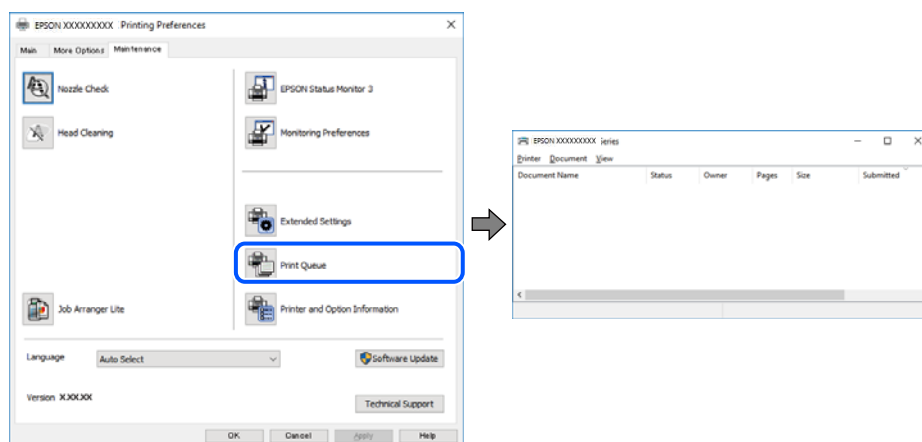 EPSON XXXXXXXXX Printing Preferences
Main More Options Maintenance
Nozzle Check
EPSON Status Monitor 3
Head Cleaning
Monitoring Preferences
Extended Settings
Print Queue
Job Arranger Lite
Printer and Option Information
Language Auto Select
Software Update
Version X.XX.XX
Technical Support
OK Cancel Apply Help
EPSON XXXXXXXXX ieries
Printer Document View
Document Name Status Owner Pages Size Submitted